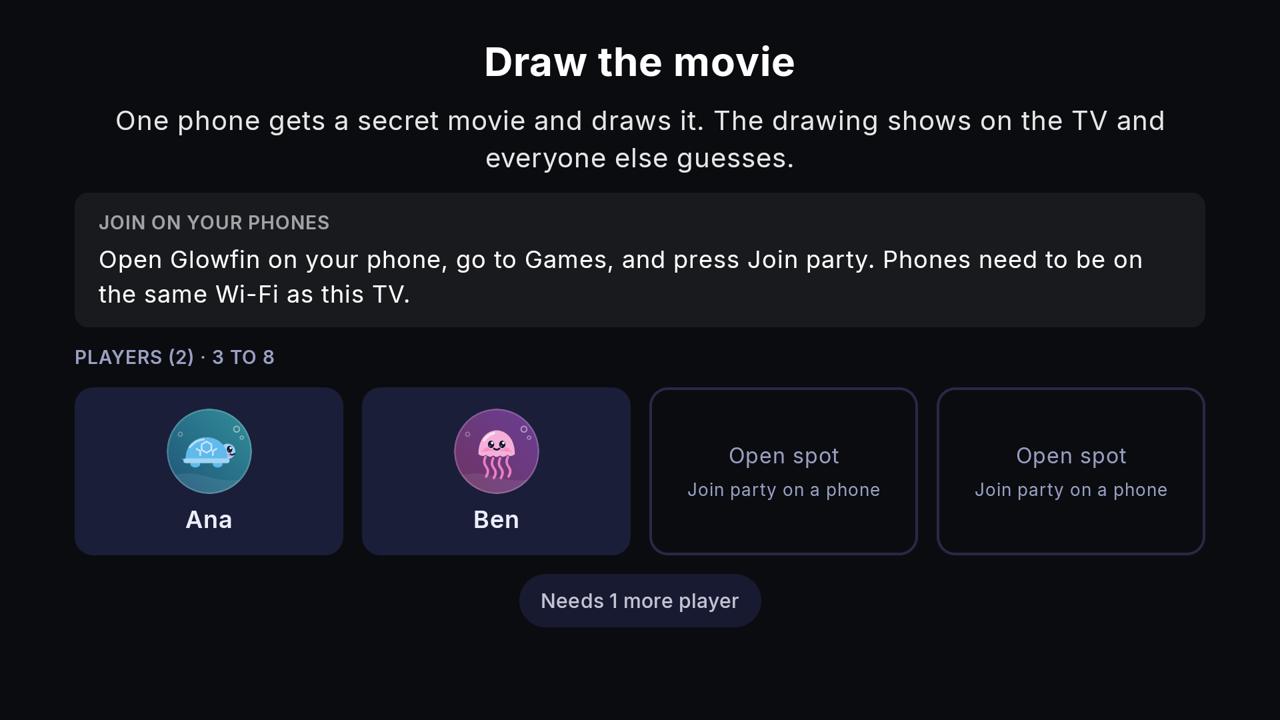 Draw the movie
One phone gets a secret movie and draws it. The drawing shows on the TV and
everyone else guesses.
JOIN ON YOUR PHONES
Open Glowfin on your phone, go to Games, and press Join party. Phones need to be on
the same Wi-Fi as this TV.
PLAYERS (2) · 3 TO 8
Ana
Ben
Open spot
Join party on a phone
Open spot
Join party on a phone
Needs 1 more player